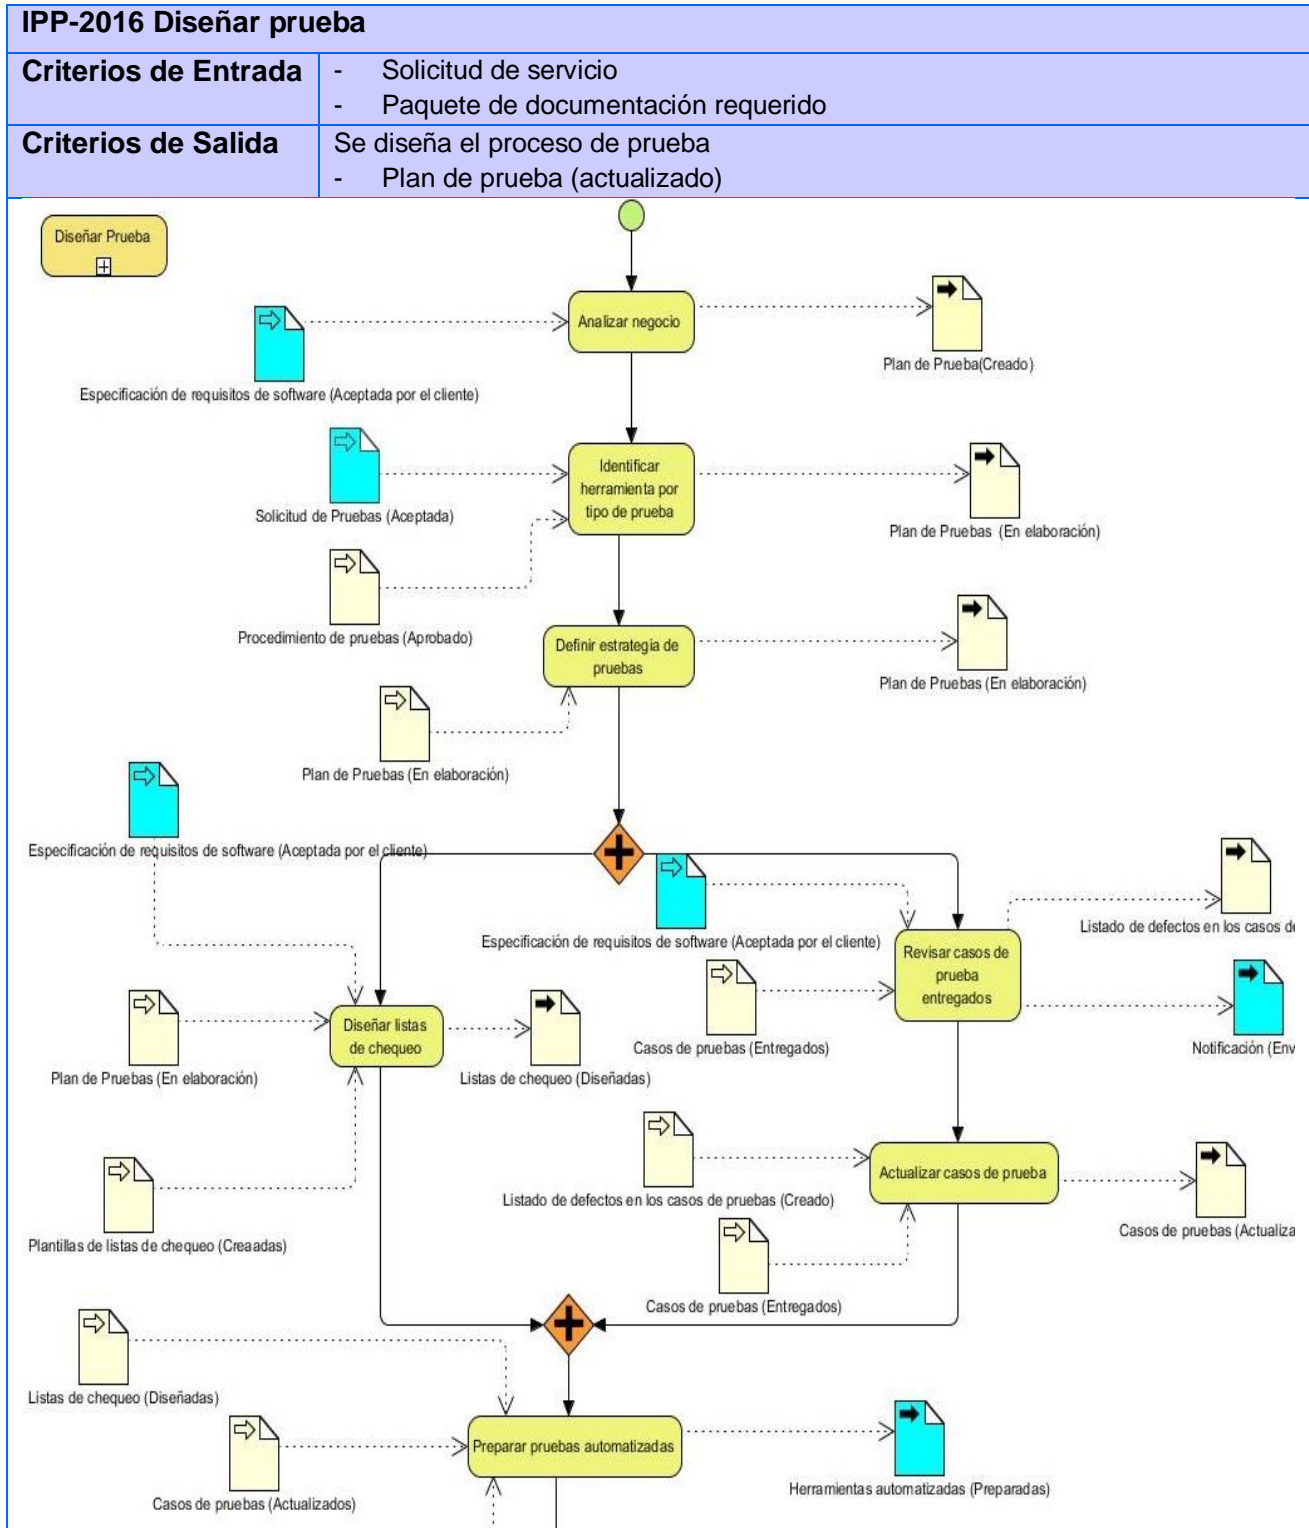 IPP-2016 Diseñar prueba
Criterios de Entrada
- Solicitud de servicio
- Paquete de documentación requerido
Criterios de Salida
Se diseña el proceso de prueba
- Plan de prueba (actualizado)
Diseñar Prueba
Analizar negocio
Plan de Prueba(Creado)
Especificación de requisitos de software (Aceptada por el cliente)
Identificar
herramienta por
tipo de prueba
Solicitud de Pruebas (Aceptada)
Plan de Pruebas (En elaboración)
Procedimiento de pruebas (Aprobado)
Definir estrategia de
pruebas
Plan de Pruebas (En elaboración)
Plan de Pruebas (En elaboración)
Especificación de requisitos de software (Aceptada por el cliente)
Especificación de requisitos de software (Aceptada por el cliente)
Listado de defectos en los casos de
Revisar casos de
prueba
entregados
Diseñar listas
de chequeo
Casos de pruebas (Entregados)
Notificación (Env
Plan de Pruebas (En elaboración)
Listas de chequeo (Diseñadas)
Actualizar casos de prueba
Listado de defectos en los casos de pruebas (Creado)
Casos de pruebas (Actualiza
Plantillas de listas de chequeo (Creaadas)
Casos de pruebas (Entregados)
Listas de chequeo (Diseñadas)
Preparar pruebas automatizadas
Herramientas automatizadas (Preparadas)
Casos de pruebas (Actualizados)